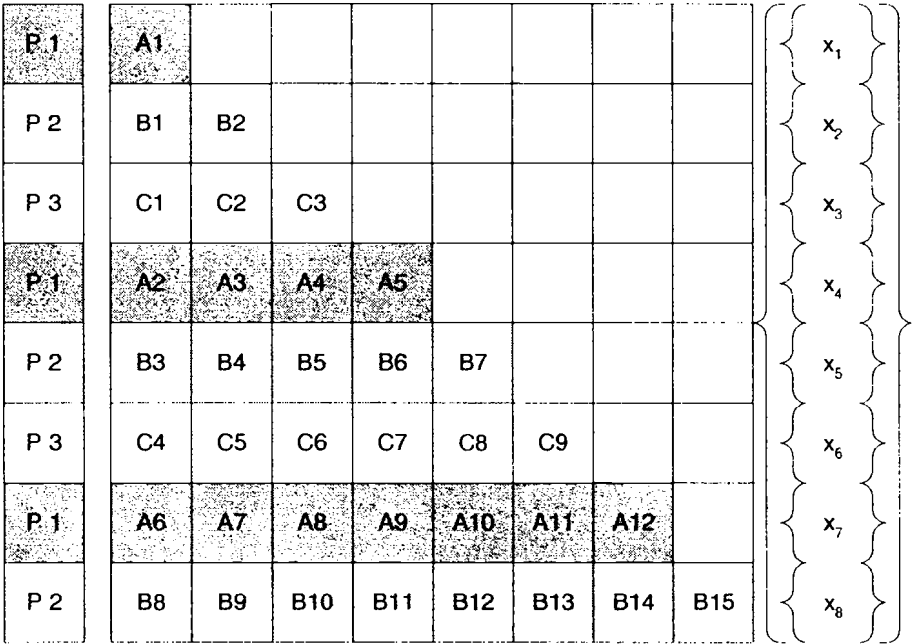 P 1 A1 x₁
P 2 B1 B2 x₂
P 3 C1 C2 C3 x₃
P 1 A2 A3 A4 A5 x₄
P 2 B3 B4 B5 B6 B7 x₅
P 3 C4 C5 C6 C7 C8 C9 x₆
P 1 A6 A7 A8 A9 A10 A11 A12 x₇
P 2 B8 B9 B10 B11 B12 B13 B14 B15 x₈